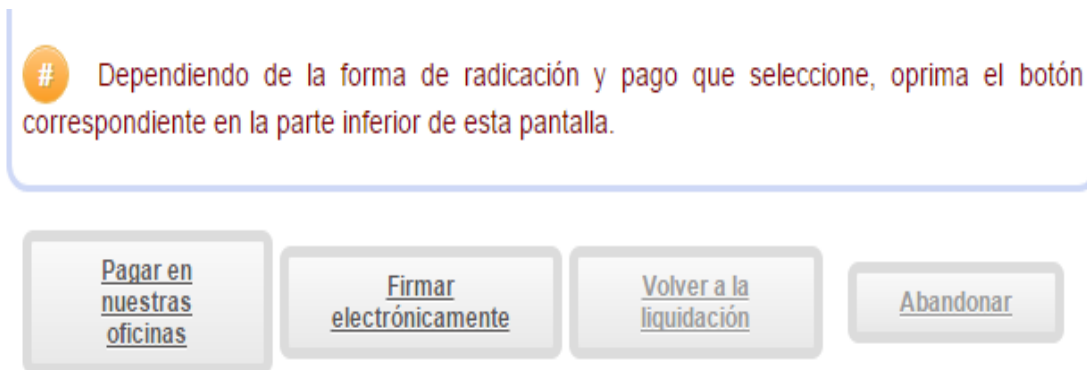 # Dependiendo de la forma de radicación y pago que seleccione, oprima el botón
correspondiente en la parte inferior de esta pantalla.
Pagar en
nuestras
oficinas
Firmar
electrónicamente
Volver a la
liquidación
Abandonar